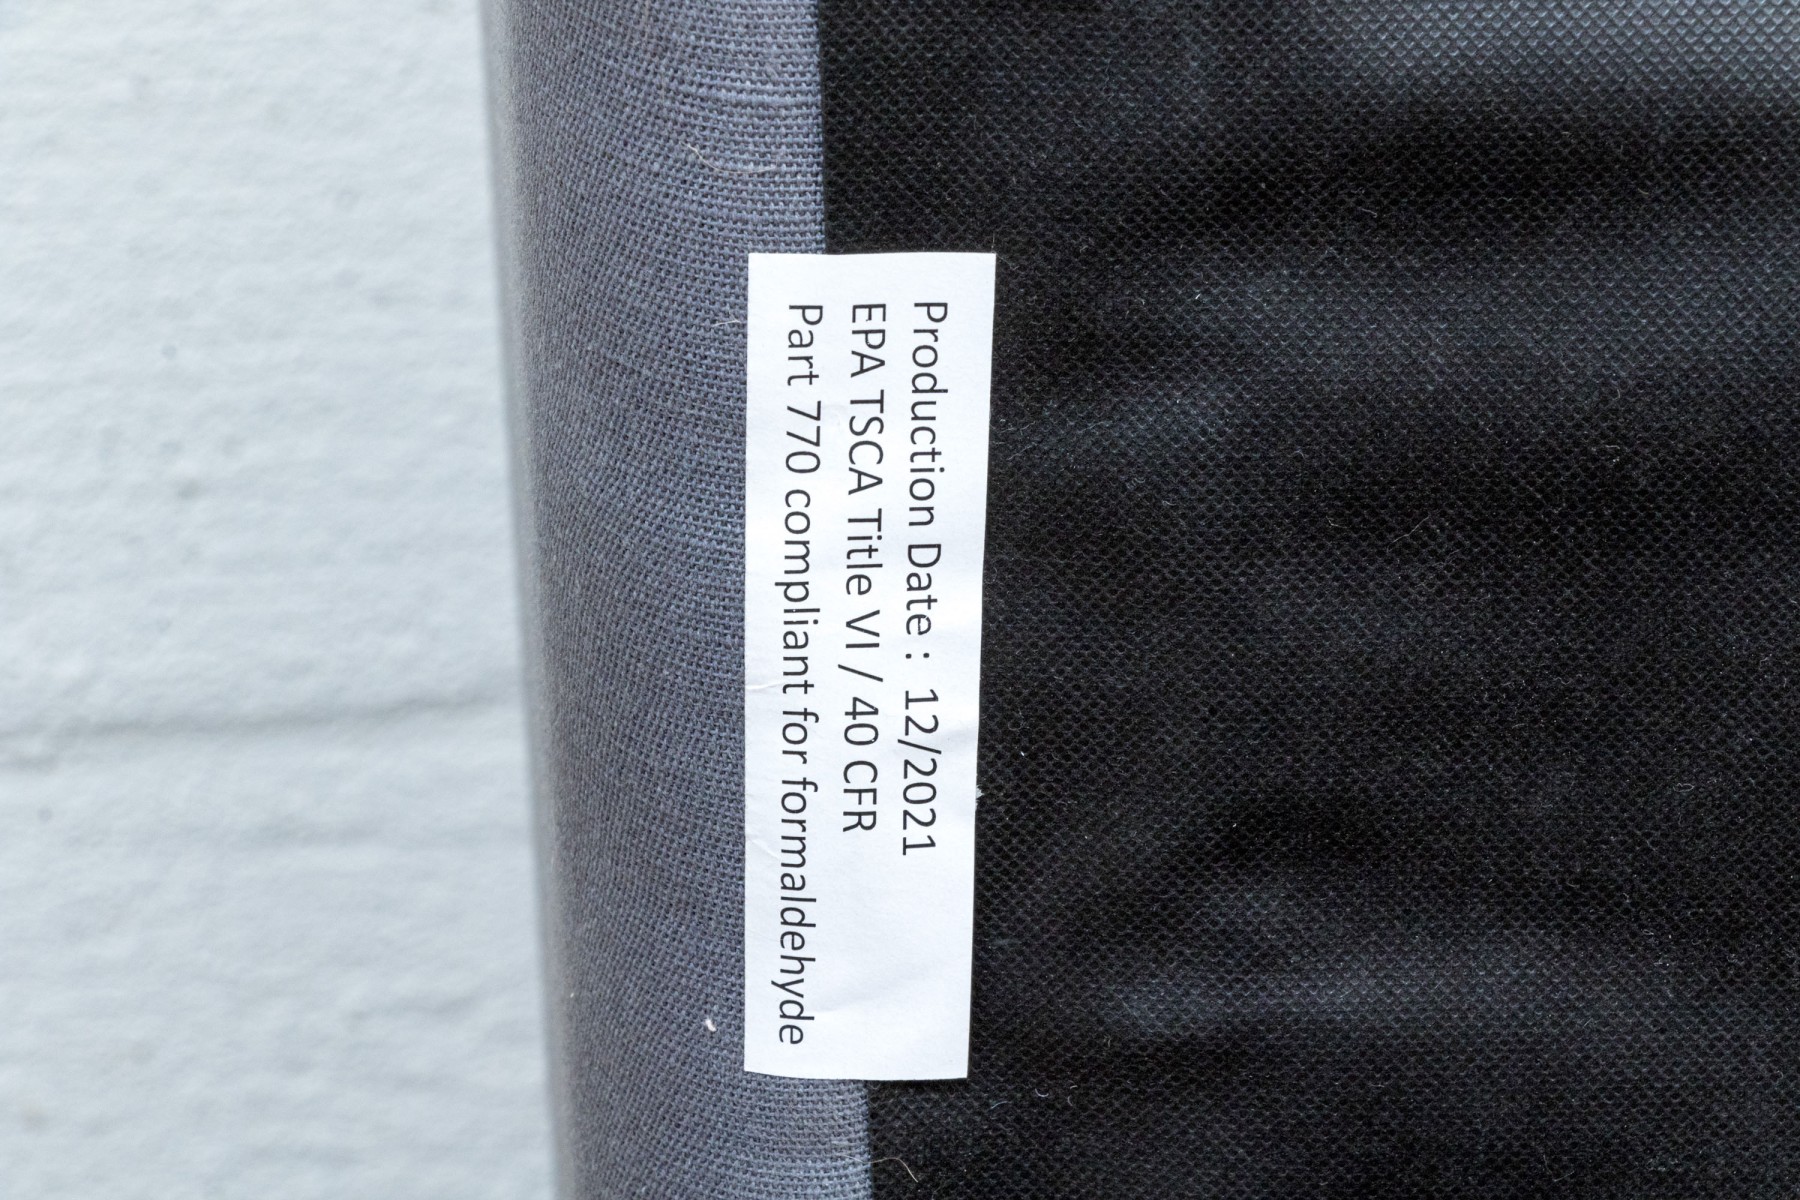 Production Date : 12/2021
EPA TSCA Title VI / 40 CFR
Part 770 compliant for formaldehyde